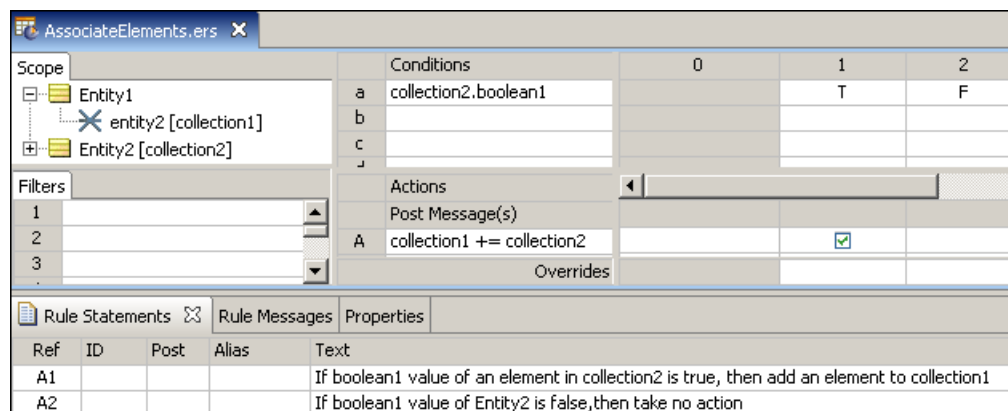 AssociateElements.ers
Scope
Entity1
entity2 [collection1]
Entity2 [collection2]
Conditions 0 1 2
a collection2.boolean1 T F
b
c
Filters
1
2
3
Actions
Post Message(s)
A collection1 += collection2
Overrides
Rule Statements Rule Messages Properties
Ref ID Post Alias Text
A1 If boolean1 value of an element in collection2 is true, then add an element to collection1
A2 If boolean1 value of Entity2 is false,then take no action